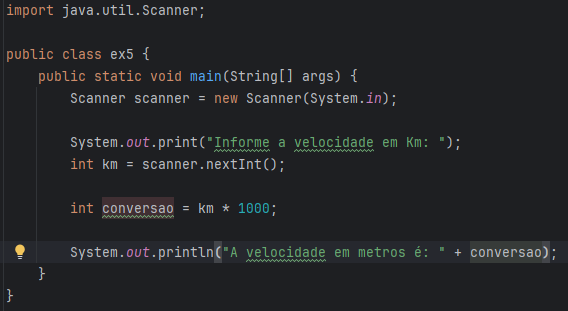 import java.util.Scanner;
public class ex5 {
public static void main(String[] args) {
Scanner scanner = new Scanner(System.in);
System.out.print("Informe a velocidade em Km: ");
int km = scanner.nextInt();
int conversao = km * 1000;
System.out.println("A velocidade em metros é: " + conversao);
}
}